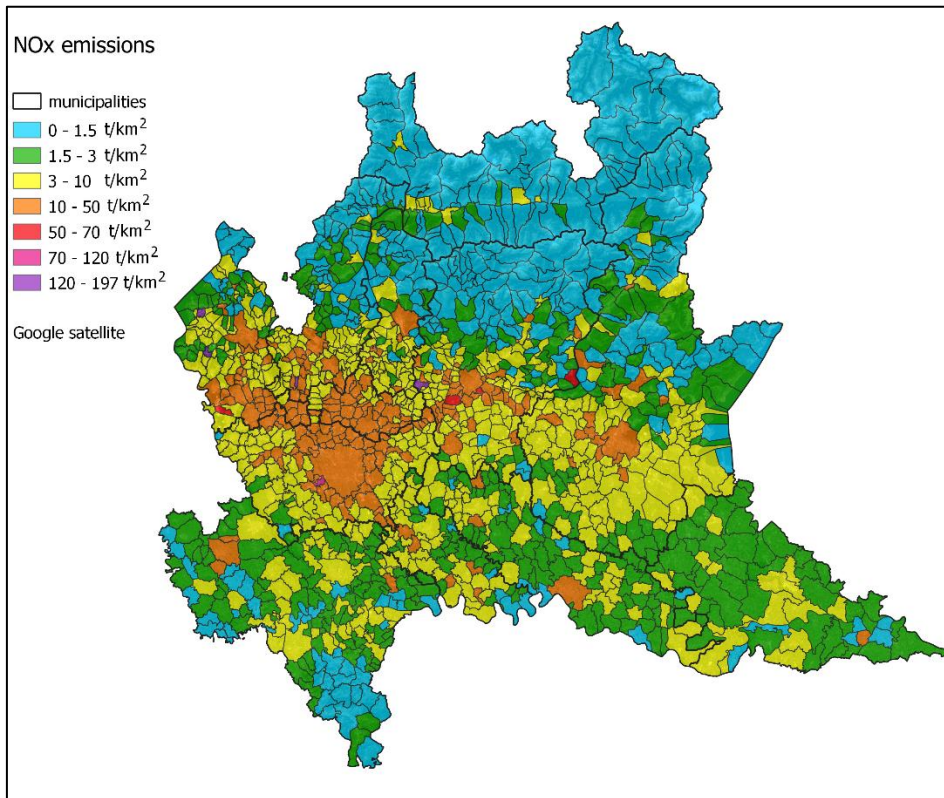 NOx emissions
municipalities
0 - 1.5 t/km²
1.5 - 3 t/km²
3 - 10 t/km²
10 - 50 t/km²
50 - 70 t/km²
70 - 120 t/km²
120 - 197 t/km²
Google satellite